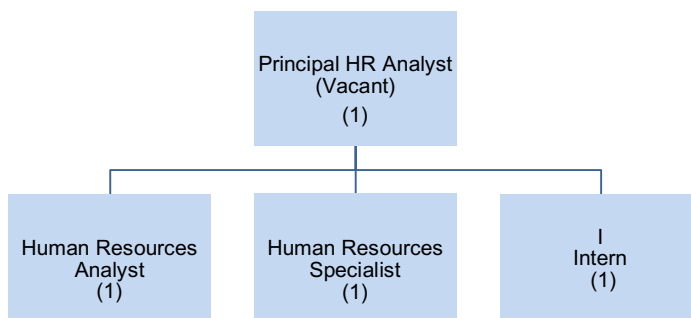 Principal HR Analyst
(Vacant)
(1)
Human Resources
Analyst
(1)
Human Resources
Specialist
(1)
I
Intern
(1)